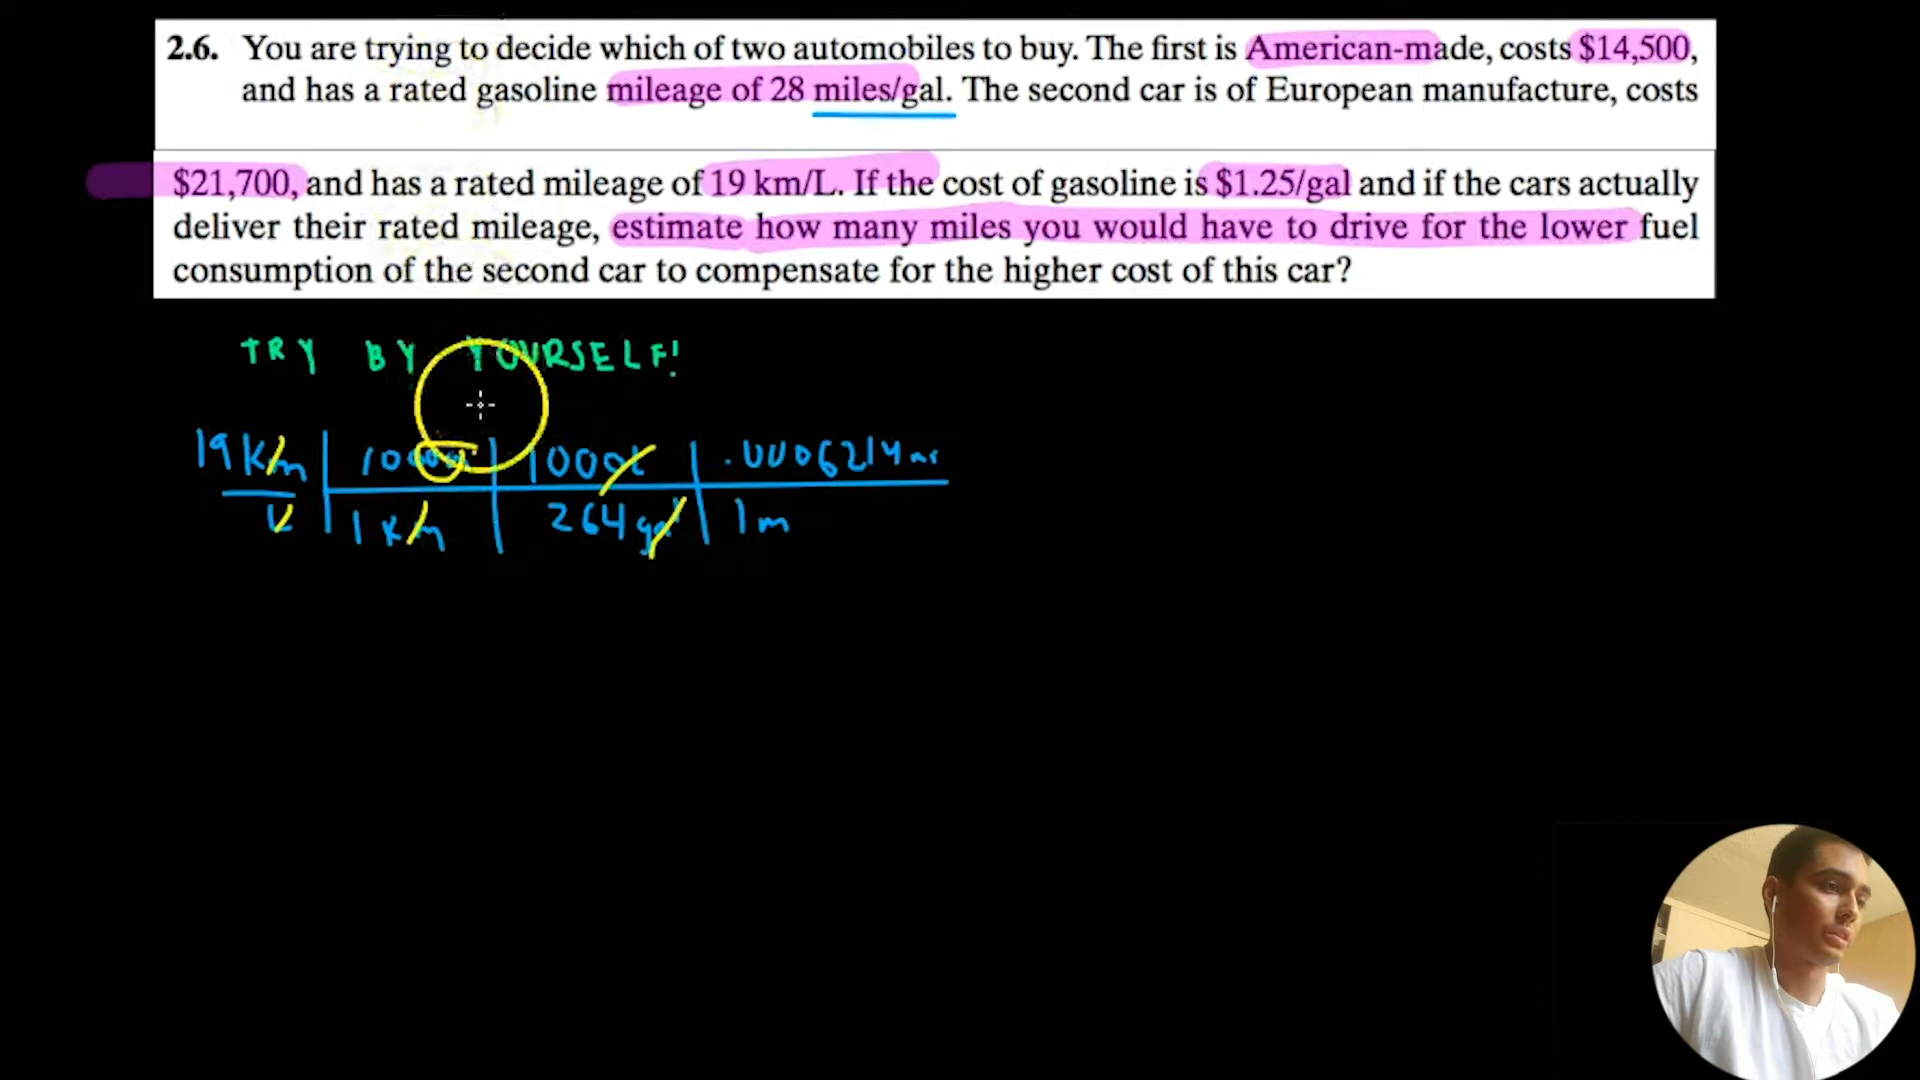 2.6. You are trying to decide which of two automobiles to buy. The first is American-made, costs $14,500,
and has a rated gasoline mileage of 28 miles/gal. The second car is of European manufacture, costs
$21,700, and has a rated mileage of 19 km/L. If the cost of gasoline is $1.25/gal and if the cars actually
deliver their rated mileage, estimate how many miles you would have to drive for the lower fuel
consumption of the second car to compensate for the higher cost of this car?
TRY BY YOURSELF!
19 km 1000 1000L .0006214 mi
L 1 km 264 gal 1 m